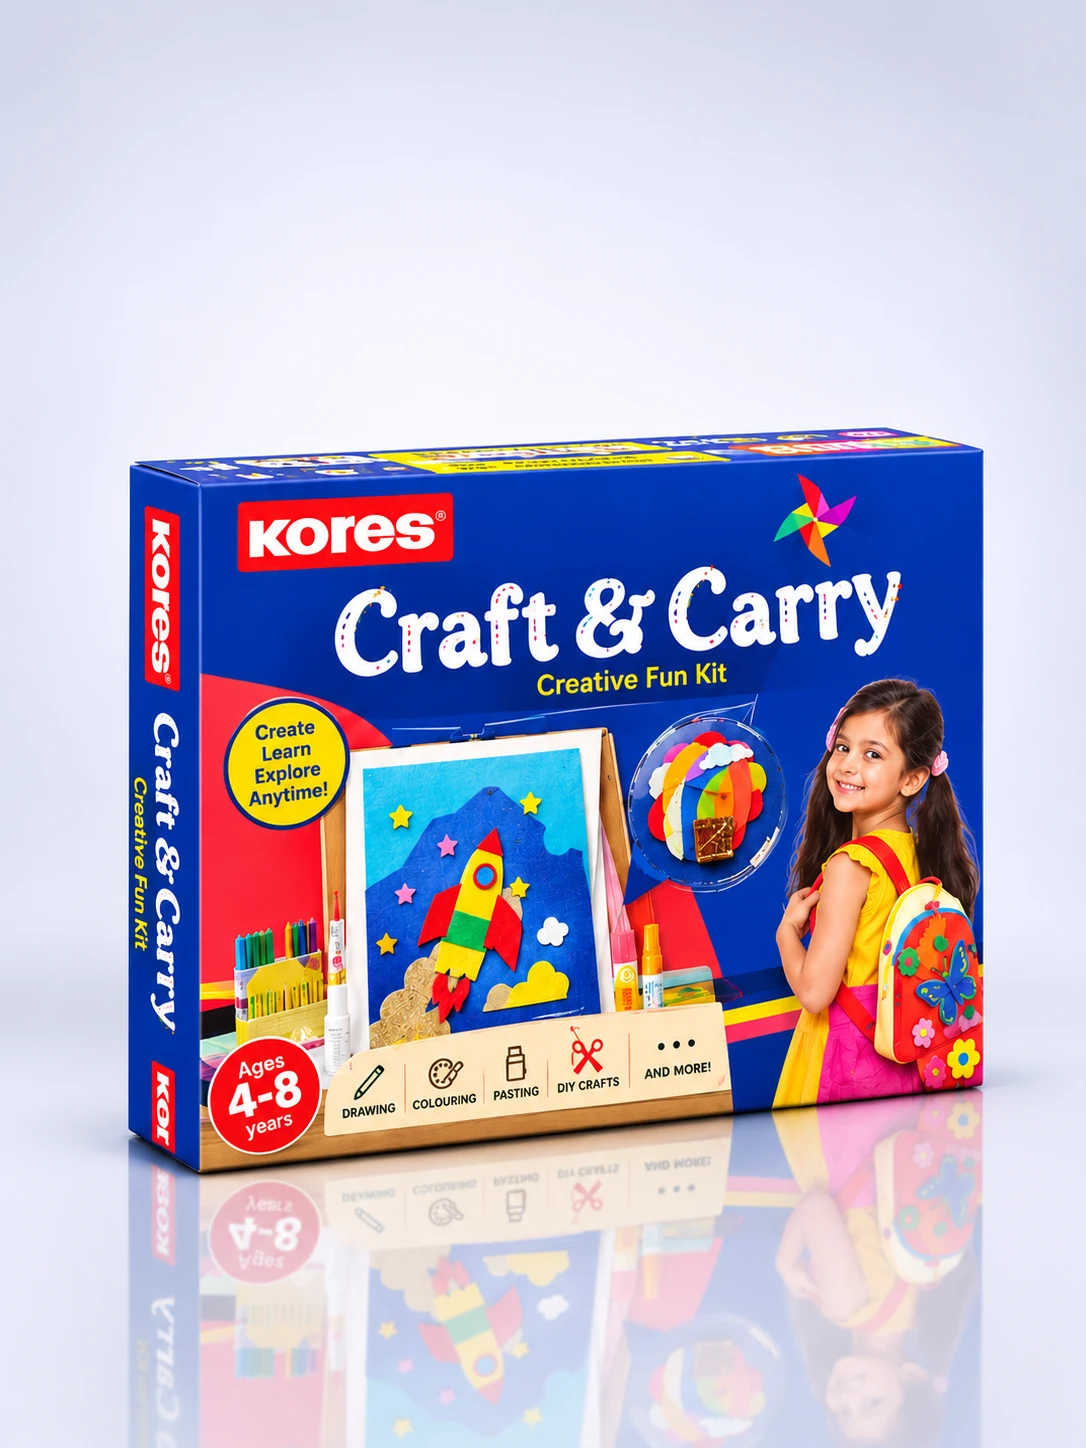 Kores®
Craft & Carry
Creative Fun Kit
Create
Learn
Explore
Anytime!
Ages
4-8
years
DRAWING
COLOURING
PASTING
DIY CRAFTS
AND MORE!
Kores®
Craft & Carry
Creative Fun Kit
Kor